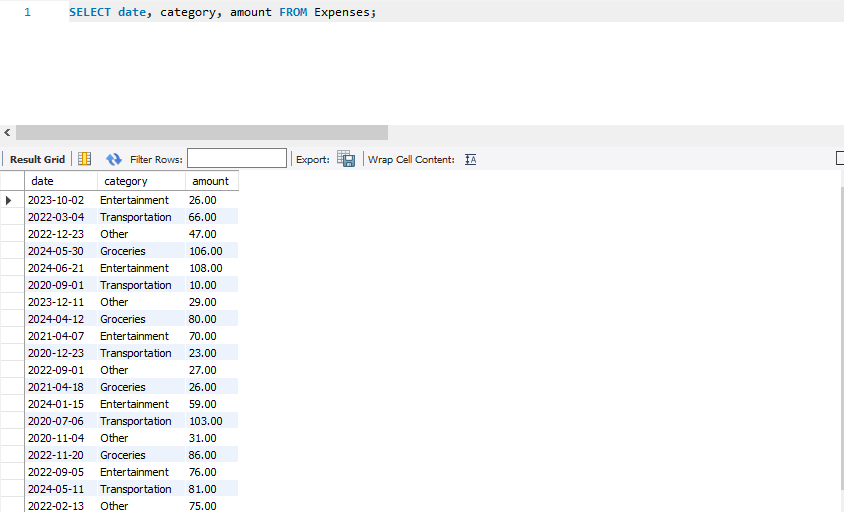 1 SELECT date, category, amount FROM Expenses;
Result Grid Filter Rows: Export: Wrap Cell Content:
date category amount
2023-10-02 Entertainment 26.00
2022-03-04 Transportation 66.00
2022-12-23 Other 47.00
2024-05-30 Groceries 106.00
2024-06-21 Entertainment 108.00
2020-09-01 Transportation 10.00
2023-12-11 Other 29.00
2024-04-12 Groceries 80.00
2021-04-07 Entertainment 70.00
2020-12-23 Transportation 23.00
2022-09-01 Other 27.00
2021-04-18 Groceries 26.00
2024-01-15 Entertainment 59.00
2020-07-06 Transportation 103.00
2020-11-04 Other 31.00
2022-11-20 Groceries 86.00
2022-09-05 Entertainment 76.00
2024-05-11 Transportation 81.00
2022-02-13 Other 75.00